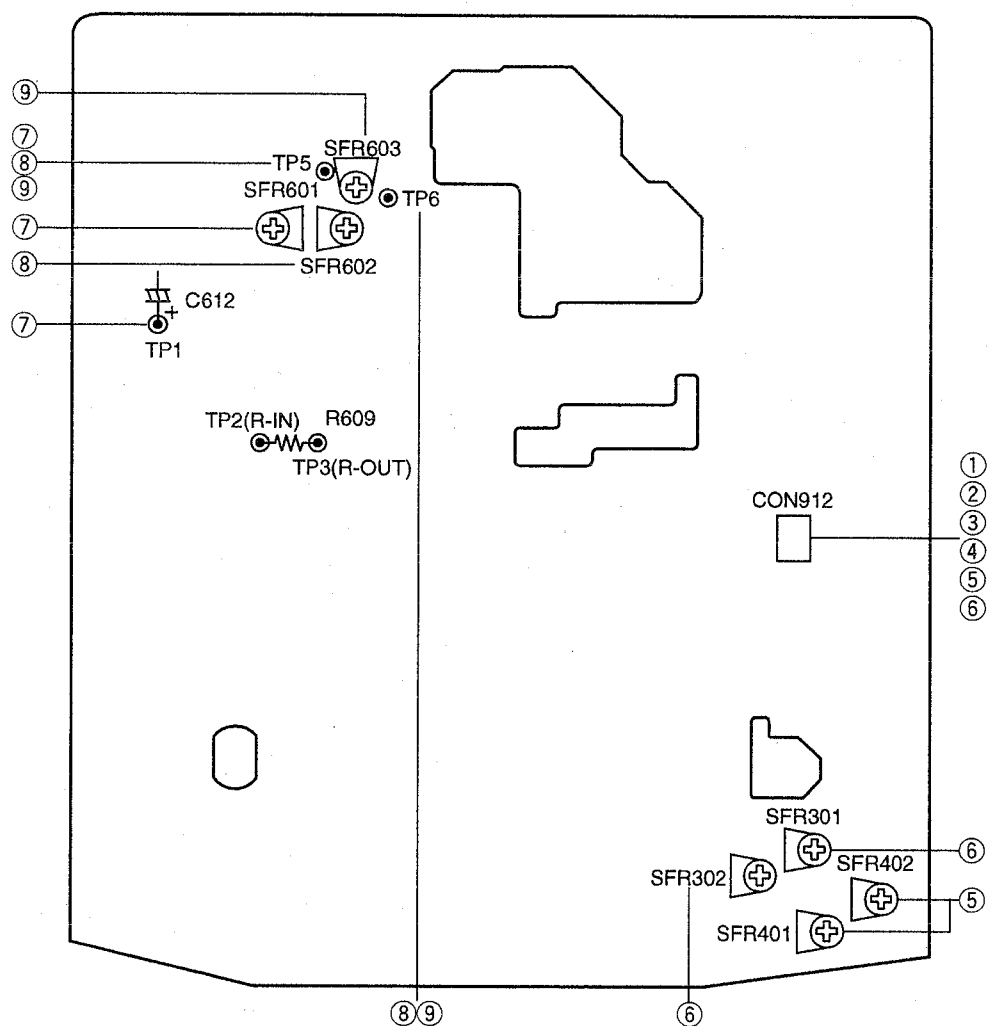 ⑨
⑦
SFR603
⑧
TP5
⑨
SFR601
TP6
⑦
⑧
SFR602
C612
+
⑦
TP1
TP2(R-IN)
R609
TP3(R-OUT)
①
CON912
②
③
④
⑤
⑥
SFR301
⑥
SFR402
SFR302
⑤
SFR401
⑧⑨
⑥